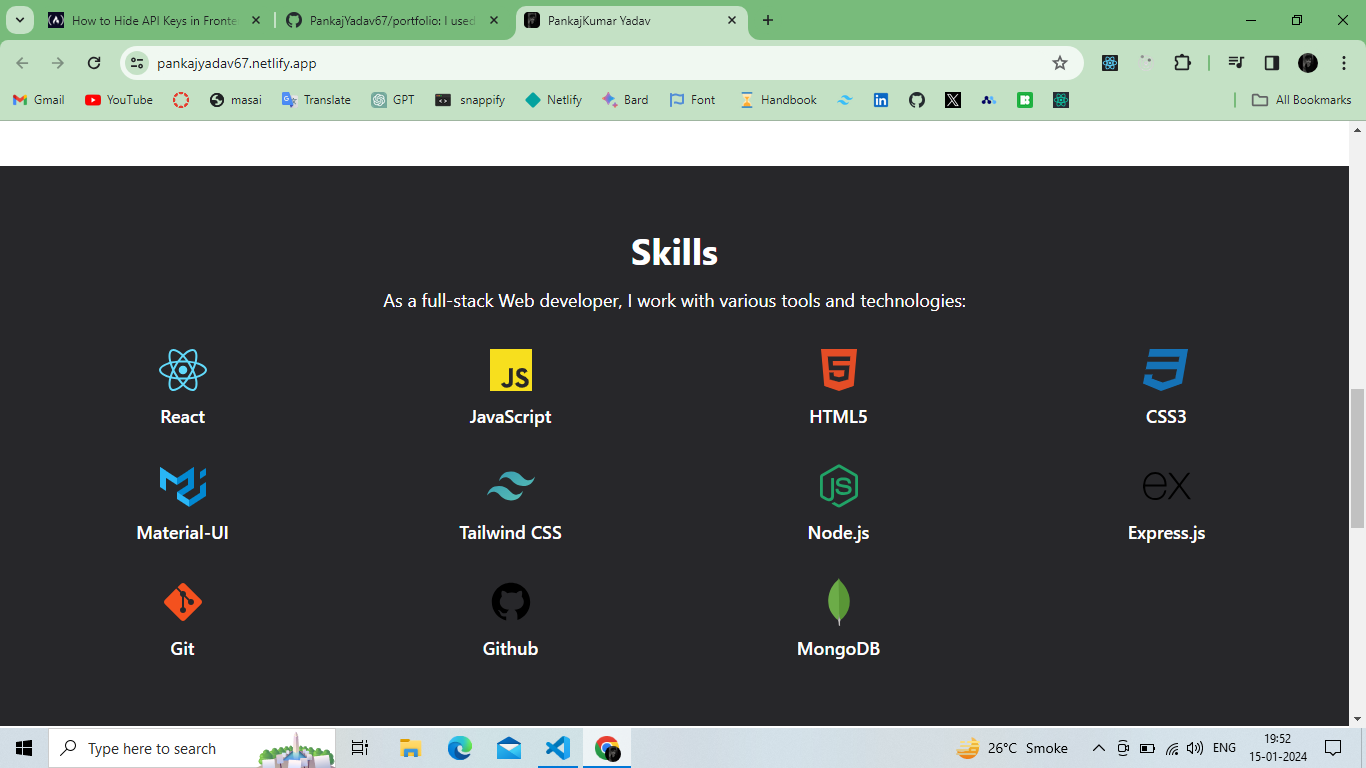 How to Hide API Keys in Fronte
PankajYadav67/portfolio: I used
PankajKumar Yadav
pankajyadav67.netlify.app
Gmail
YouTube
masai
Translate
GPT
snappify
Netlify
Bard
Font
Handbook
All Bookmarks
Skills
As a full-stack Web developer, I work with various tools and technologies:
JS
React
JavaScript
HTML5
CSS3
JS
ex
Material-UI
Tailwind CSS
Node.js
Express.js
Git
Github
MongoDB
Type here to search
26°C Smoke
ENG
19:52
15-01-2024